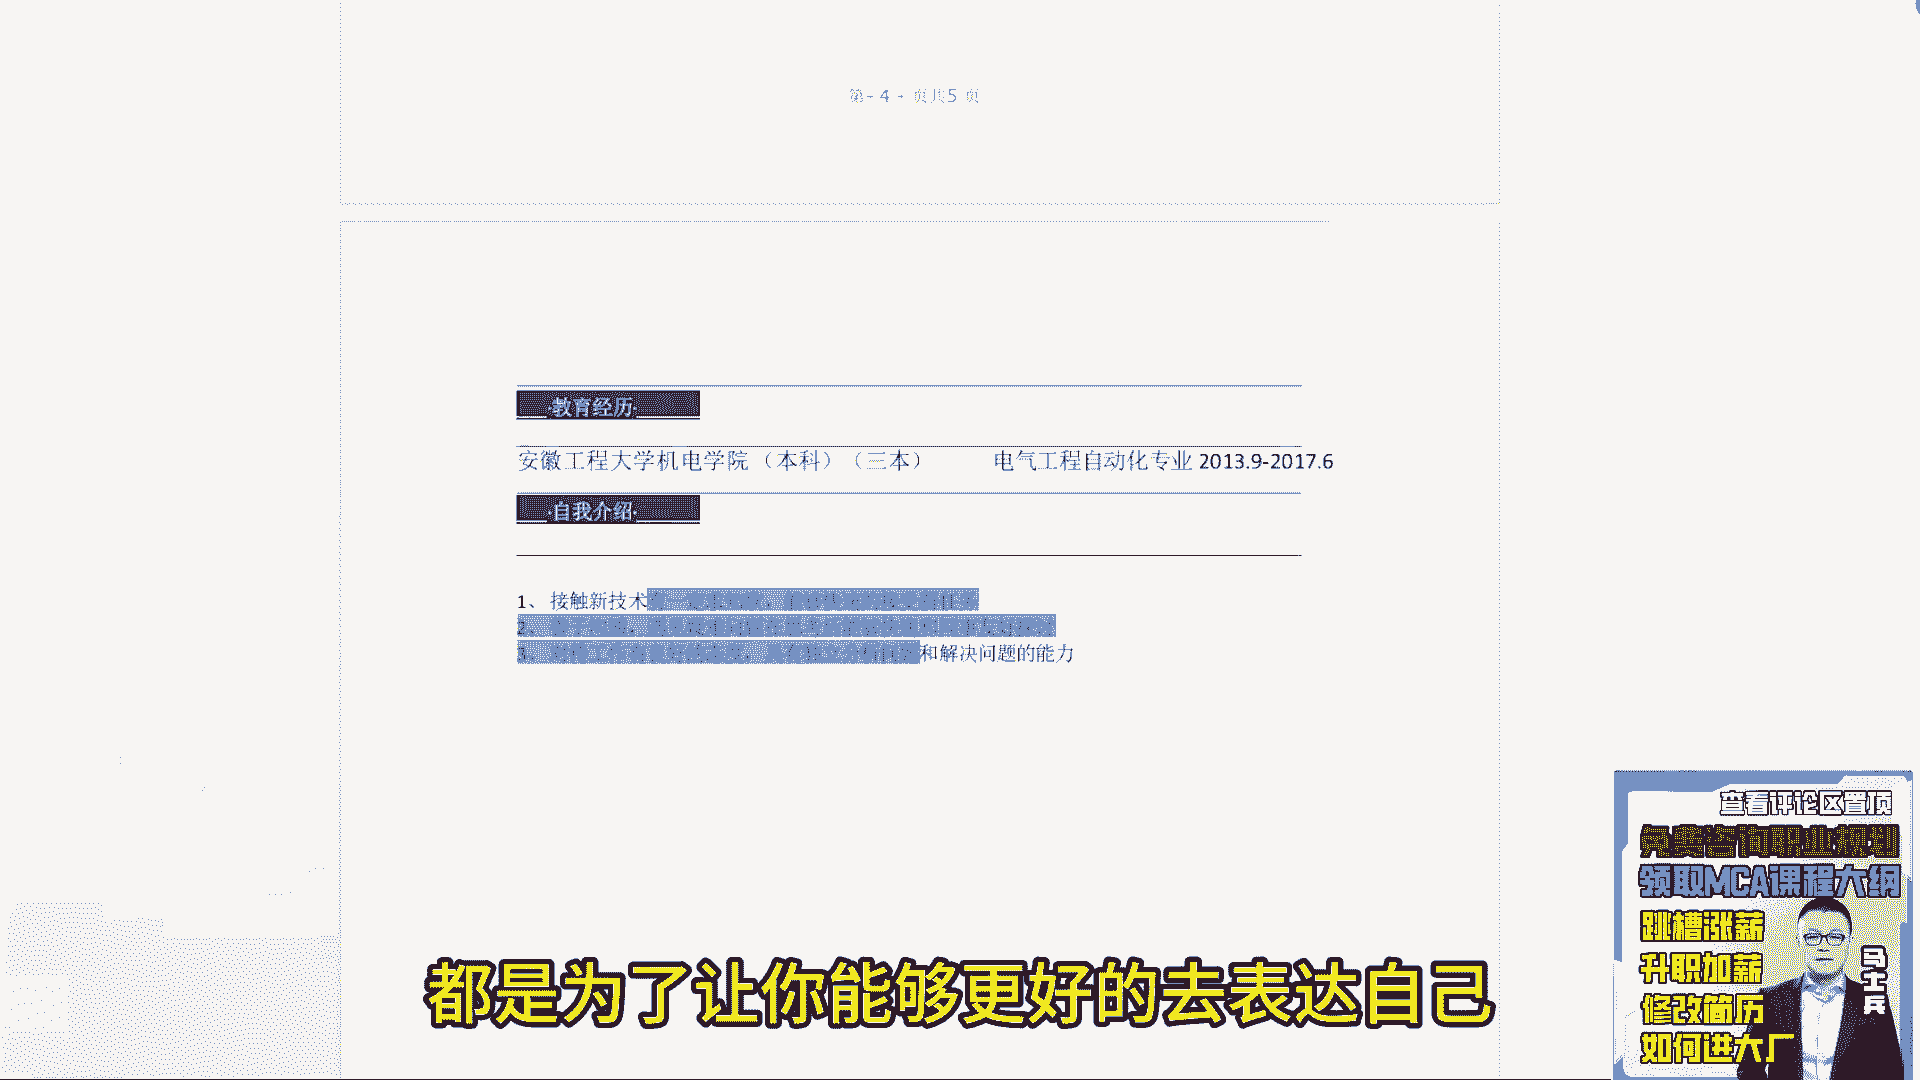 第 - 4 - 页共5 页
·教育经历·
安徽工程大学机电学院（本科）（三本） 电气工程自动化专业 2013.9-2017.6
·自我介绍·
1、 接触新技术
2、
3、 和解决问题的能力
查看评论区置顶
免费咨询职业规划
领取MCA课程大纲
跳槽涨薪
升职加薪
修改简历
如何进大厂
马士兵
都是为了让你能够更好的去表达自己